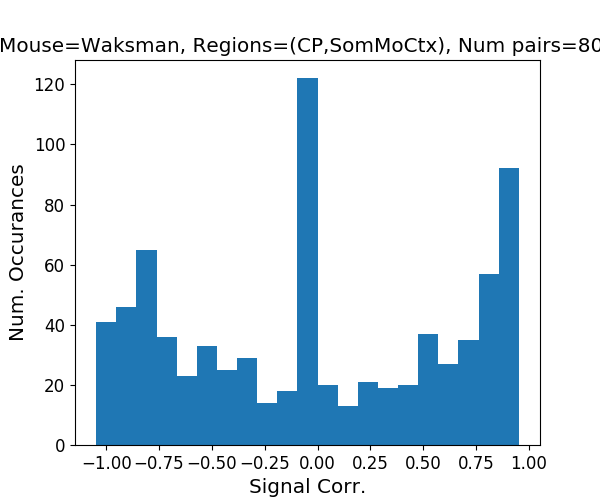 Mouse=Waksman, Regions=(CP,SomMoCtx), Num pairs=80
Num. Occurances
120
100
80
60
40
20
0
−1.00 −0.75 −0.50 −0.25 0.00 0.25 0.50 0.75 1.00
Signal Corr.